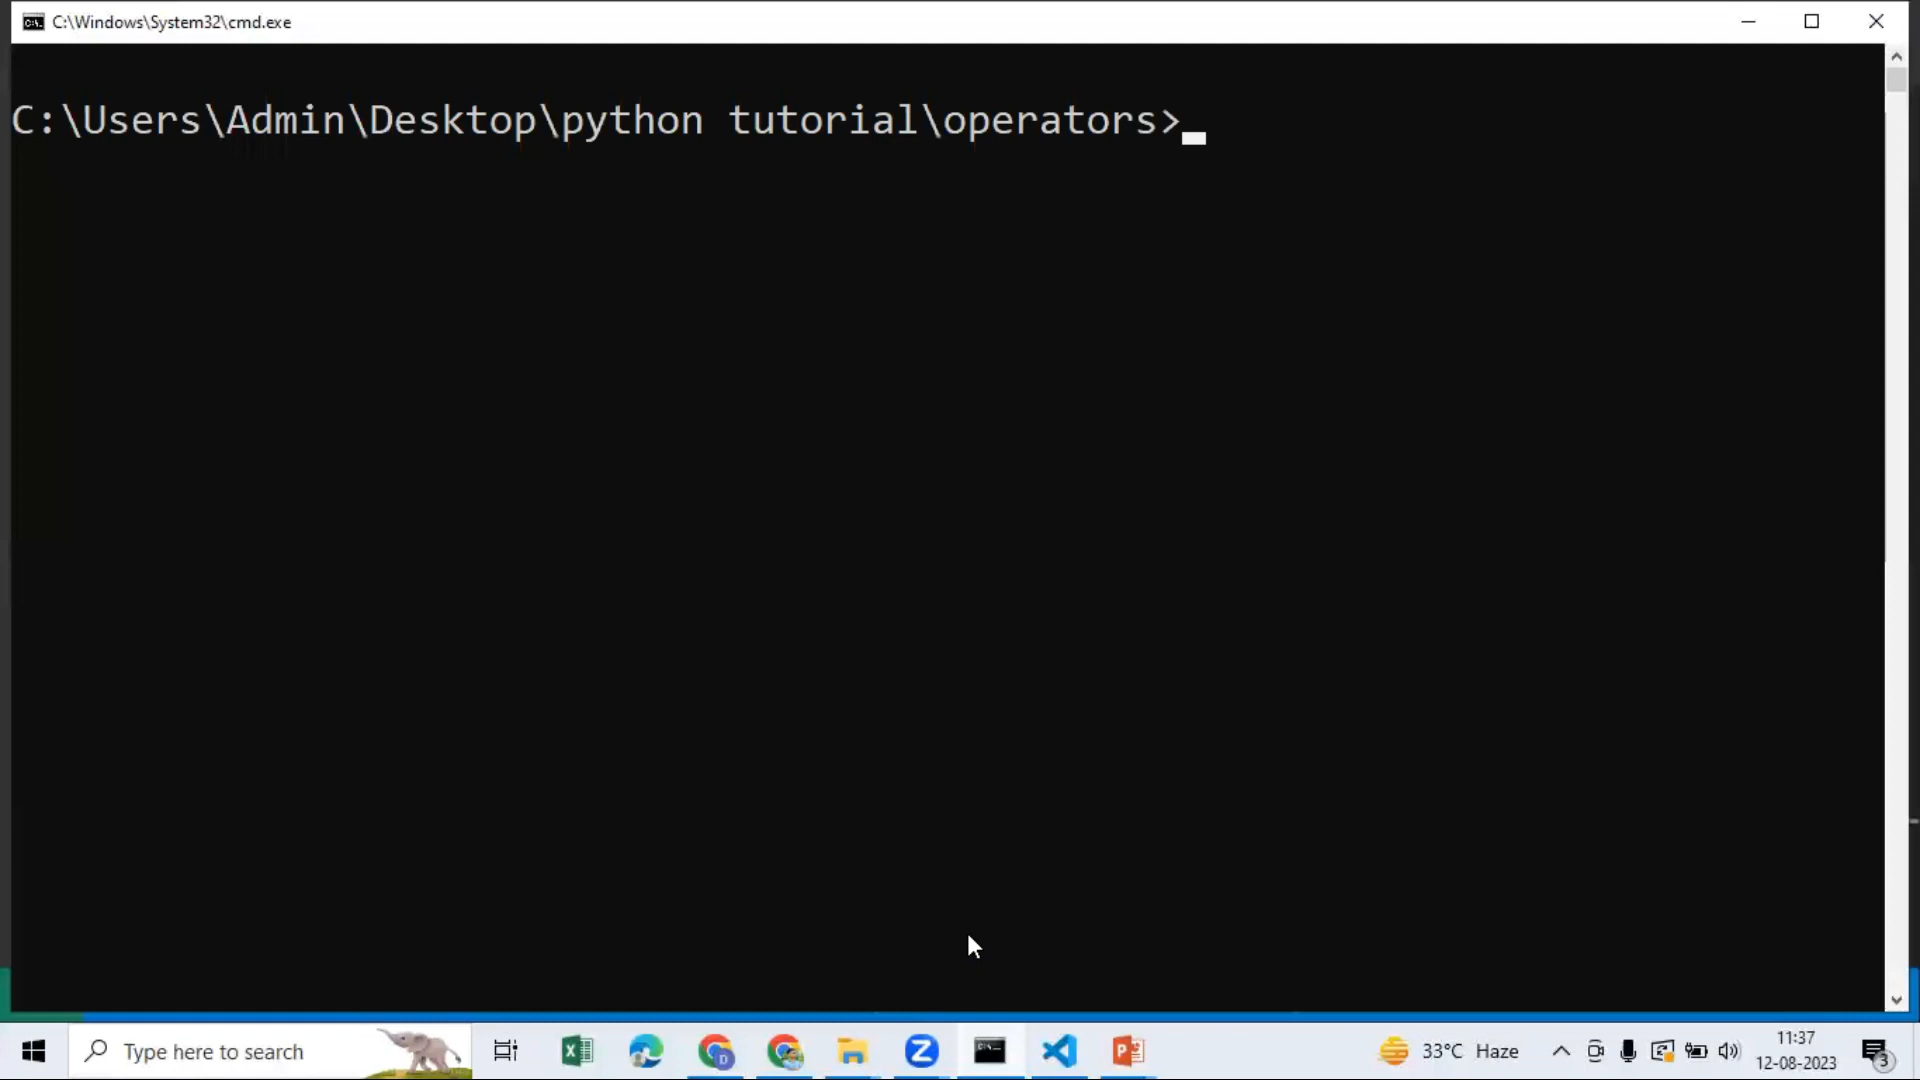 C:\Windows\System32\cmd.exe
C:\Users\Admin\Desktop\python tutorial\operators>
Type here to search
33°C Haze
11:37
12-08-2023
3